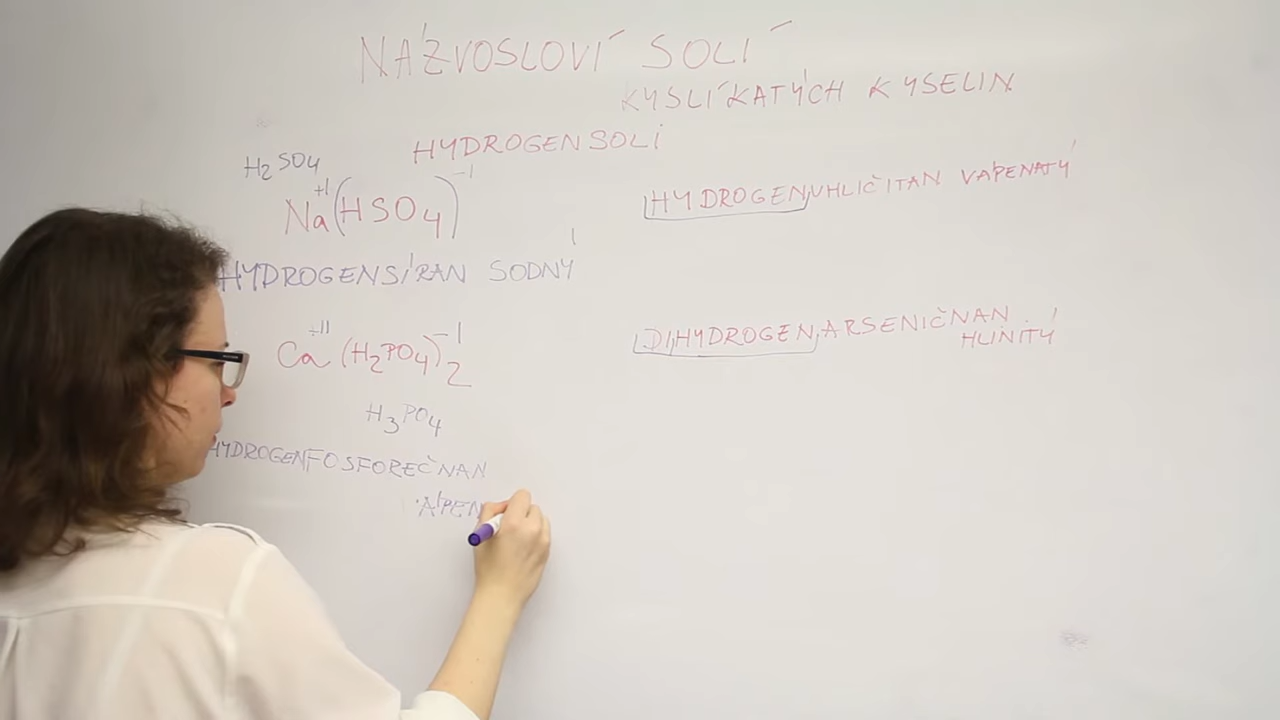 NÁZVOSLOVÍ SOLÍ
KYSLÍKATÝCH KYSELIN
HYDROGENSOLI
H2SO4
+I -I
Na(HSO4)
HYDROGENSÍRAN SODNÝ
+II -I
Ca(H2PO4)2
H3PO4
HYDROGENFOSFOREČNAN
HYDROGENUHLIČITAN VÁPENATÝ
DIHYDROGENARSENIČNAN
HLINITÝ